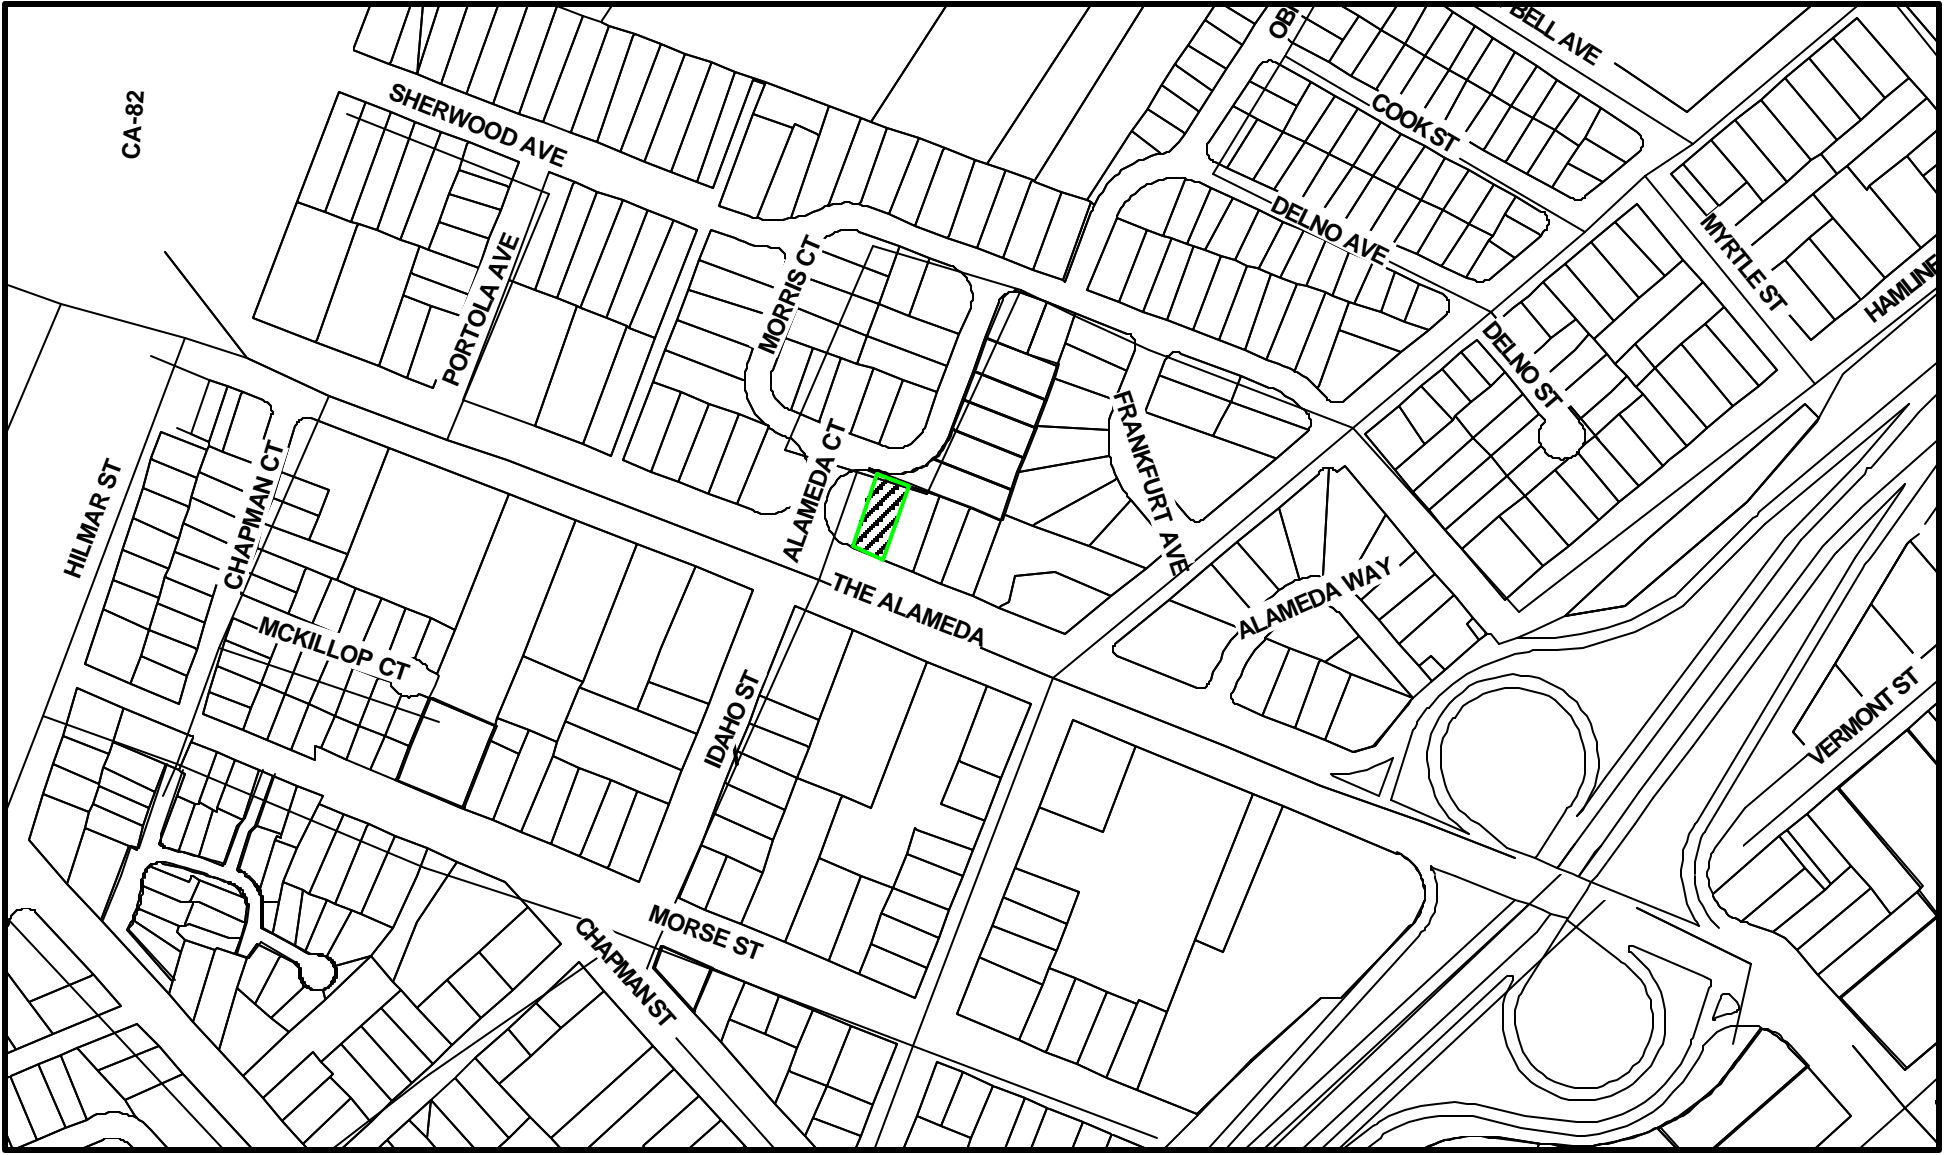 BELL AVE
CA-82
SHERWOOD AVE
COOK ST
DELNO AVE
MYRTLE ST
HAMLINE
PORTOLA AVE
MORRIS CT
DELNO ST
FRANKFURT AVE
ALAMEDA CT
HILMAR ST
CHAPMAN CT
THE ALAMEDA
ALAMEDA WAY
MCKILLOP CT
IDAHO ST
VERMONT ST
MORSE ST
CHAPMAN ST